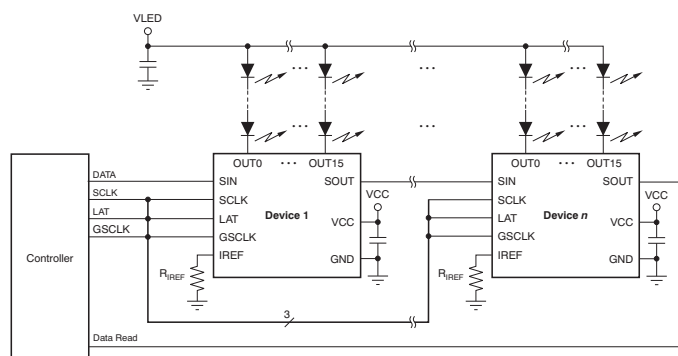 VLED
... ...
... ...
... ...
OUT0 ... OUT15 OUT0 ... OUT15
DATA SIN SOUT SIN SOUT
SCLK SCLK VCC SCLK VCC
LAT LAT Device 1 VCC LAT Device n VCC
GSCLK GSCLK GSCLK
Controller IREF GND IREF GND
RIREF RIREF
3
Data Read